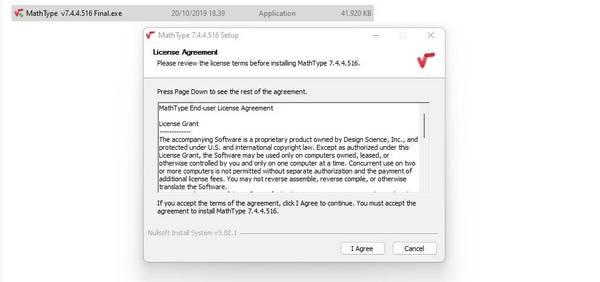 MathType v7.4.4.516 Final.exe 20/10/2019 18.39 Application 41.920 KB
MathType 7.4.4.516 Setup
License Agreement
Please review the license terms before installing MathType 7.4.4.516.
Press Page Down to see the rest of the agreement.
MathType End-user License Agreement
License Grant
-------------
The accompanying Software is a proprietary product owned by Design Science, Inc., and
protected under U.S. and international copyright law. Except as authorized under this
License Grant, the Software may be used only on computers owned, leased, or
otherwise controlled by you and only on one computer at a time. Concurrent use on two
or more computers is not permitted without separate authorization and the payment of
additional license fees. You may not reverse assemble, reverse compile, or otherwise
translate the Software.
If you accept the terms of the agreement, click I Agree to continue. You must accept the
agreement to install MathType 7.4.4.516.
Nullsoft Install System v3.02.1
I Agree Cancel